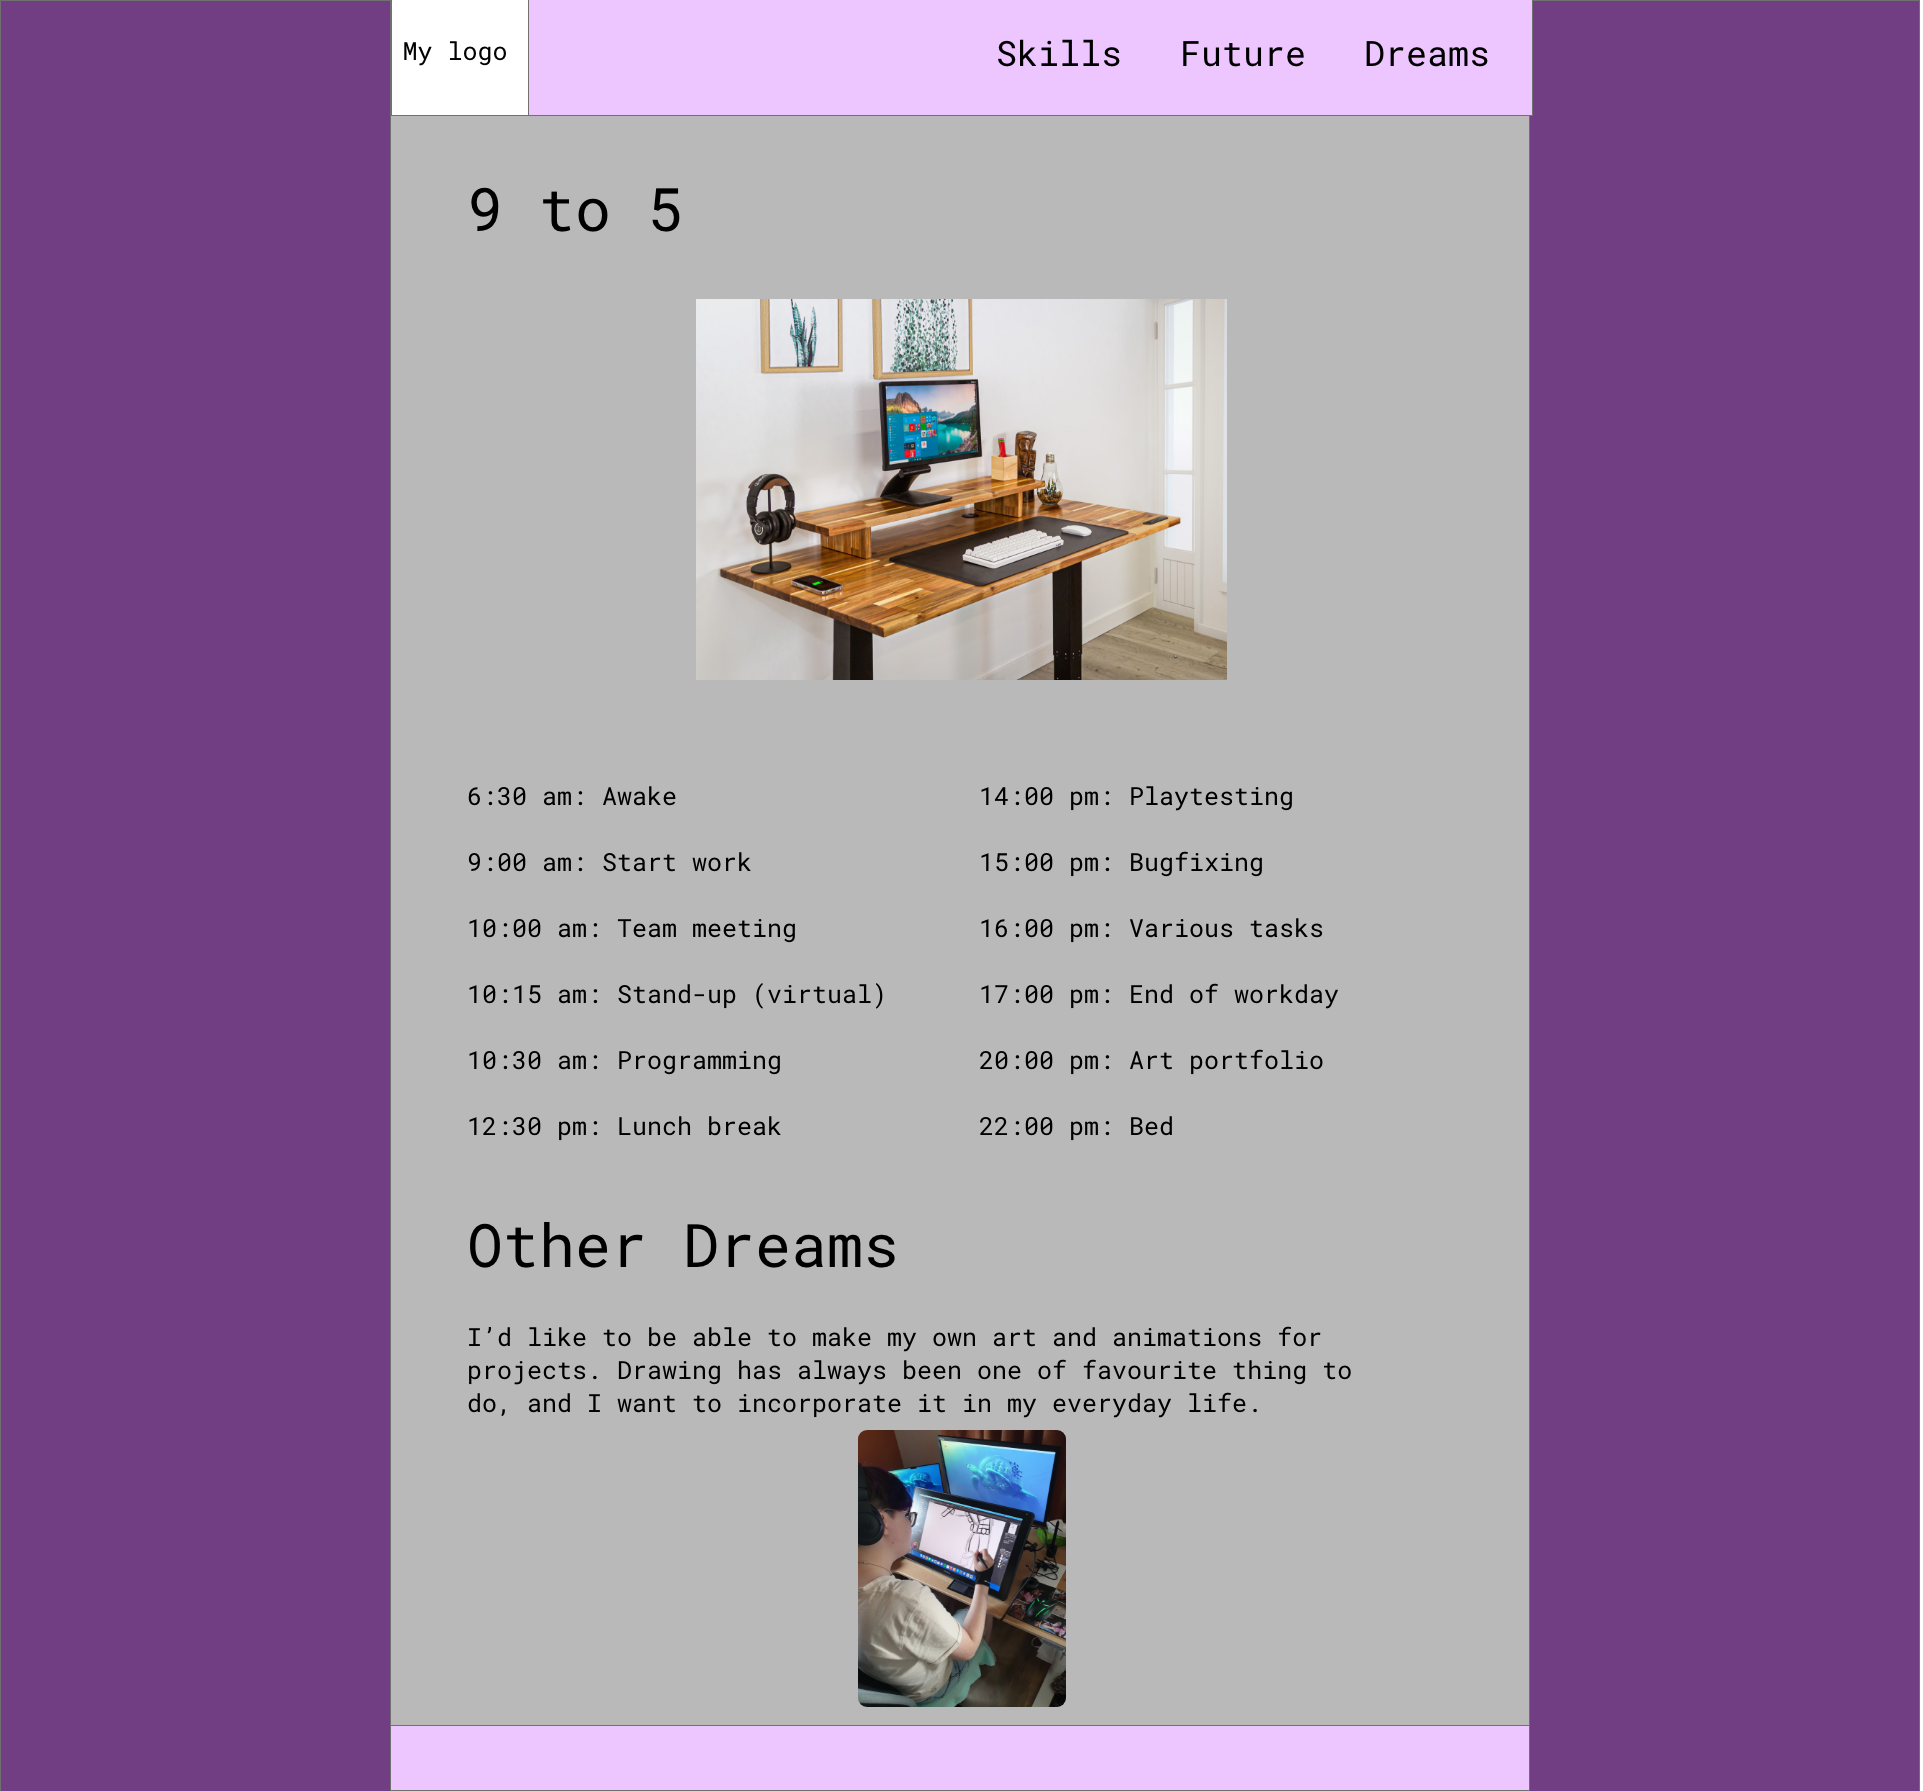 My logo
Skills Future Dreams
9 to 5
6:30 am: Awake
9:00 am: Start work
10:00 am: Team meeting
10:15 am: Stand-up (virtual)
10:30 am: Programming
12:30 pm: Lunch break
14:00 pm: Playtesting
15:00 pm: Bugfixing
16:00 pm: Various tasks
17:00 pm: End of workday
20:00 pm: Art portfolio
22:00 pm: Bed
Other Dreams
I’d like to be able to make my own art and animations for
projects. Drawing has always been one of favourite thing to
do, and I want to incorporate it in my everyday life.